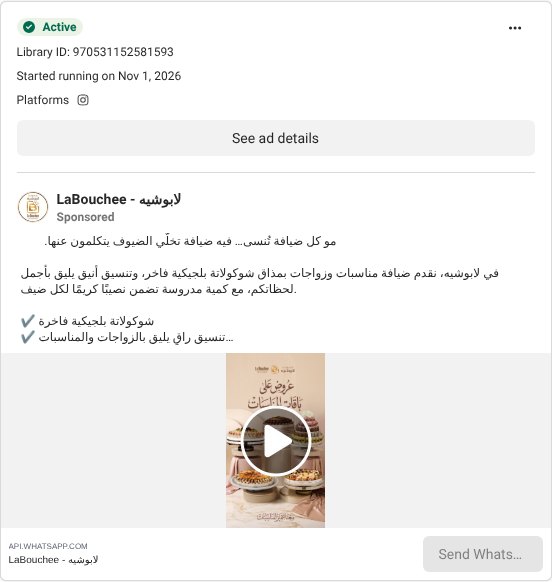 Active
Library ID: 970531152581593
Started running on Nov 1, 2026
Platforms
See ad details
LaBouchee - لابوشيه
Sponsored
مو كل ضيافة تُنسى… فيه ضيافة تخلّي الضيوف يتكلمون عنها.
في لابوشيه، نقدم ضيافة مناسبات وزواجات بمذاق شوكولاتة بلجيكية فاخر، وتنسيق أنيق يليق بأجمل
لحظاتكم، مع كمية مدروسة تضمن نصيبًا كريمًا لكل ضيف.
✔️ شوكولاتة بلجيكية فاخرة
✔️ تنسيق راقٍ يليق بالزواجات والمناسبات…
LaBouchee
عروض على
باقات المناسبات
API.WHATSAPP.COM
LaBouchee - لابوشيه
Send Whats…